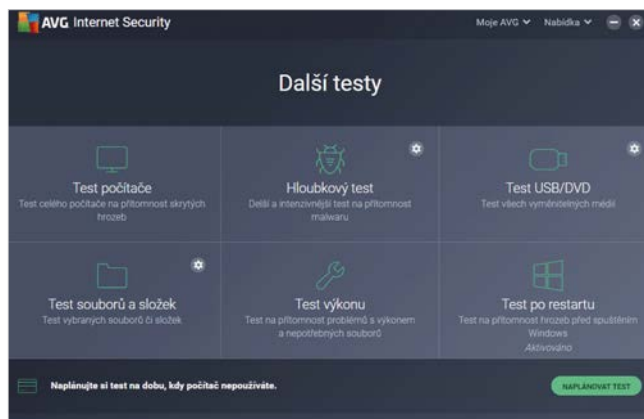 AVG Internet Security
Moje AVG
Nabídka
Další testy
Test počítače
Test celého počítače na přítomnost skrytých
hrozeb
Hloubkový test
Delší a intenzivnější test na přítomnost
malwaru
Test USB/DVD
Test všech vyměnitelných médií
Test souborů a složek
Test vybraných souborů či složek
Test výkonu
Test na přítomnost problémů s výkonem
a nepotřebných souborů
Test po restartu
Test na přítomnost hrozeb před spuštěním
Windows
Aktivováno
Naplánujte si test na dobu, kdy počítač nepoužíváte.
NAPLÁNOVAT TEST